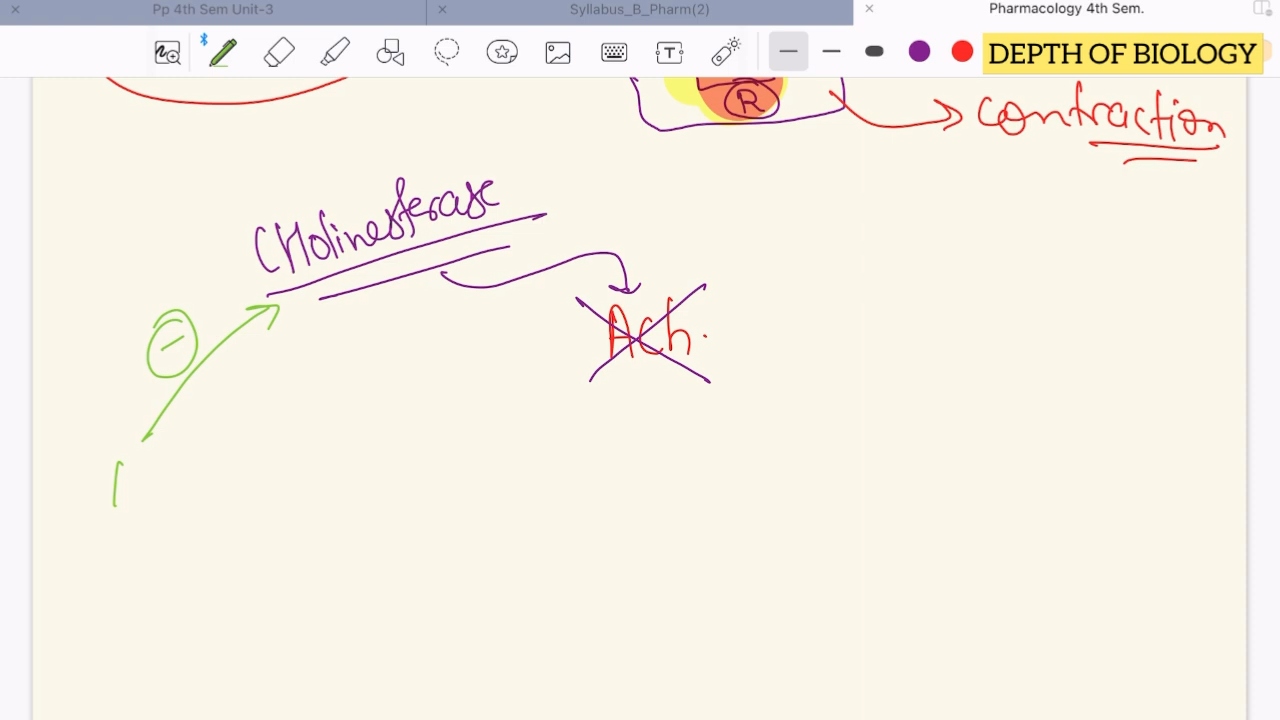 Pp 4th Sem Unit-3
Syllabus_B_Pharm(2)
Pharmacology 4th Sem.
T
DEPTH OF BIOLOGY
R
contraction
CHolinesterase
Ach.